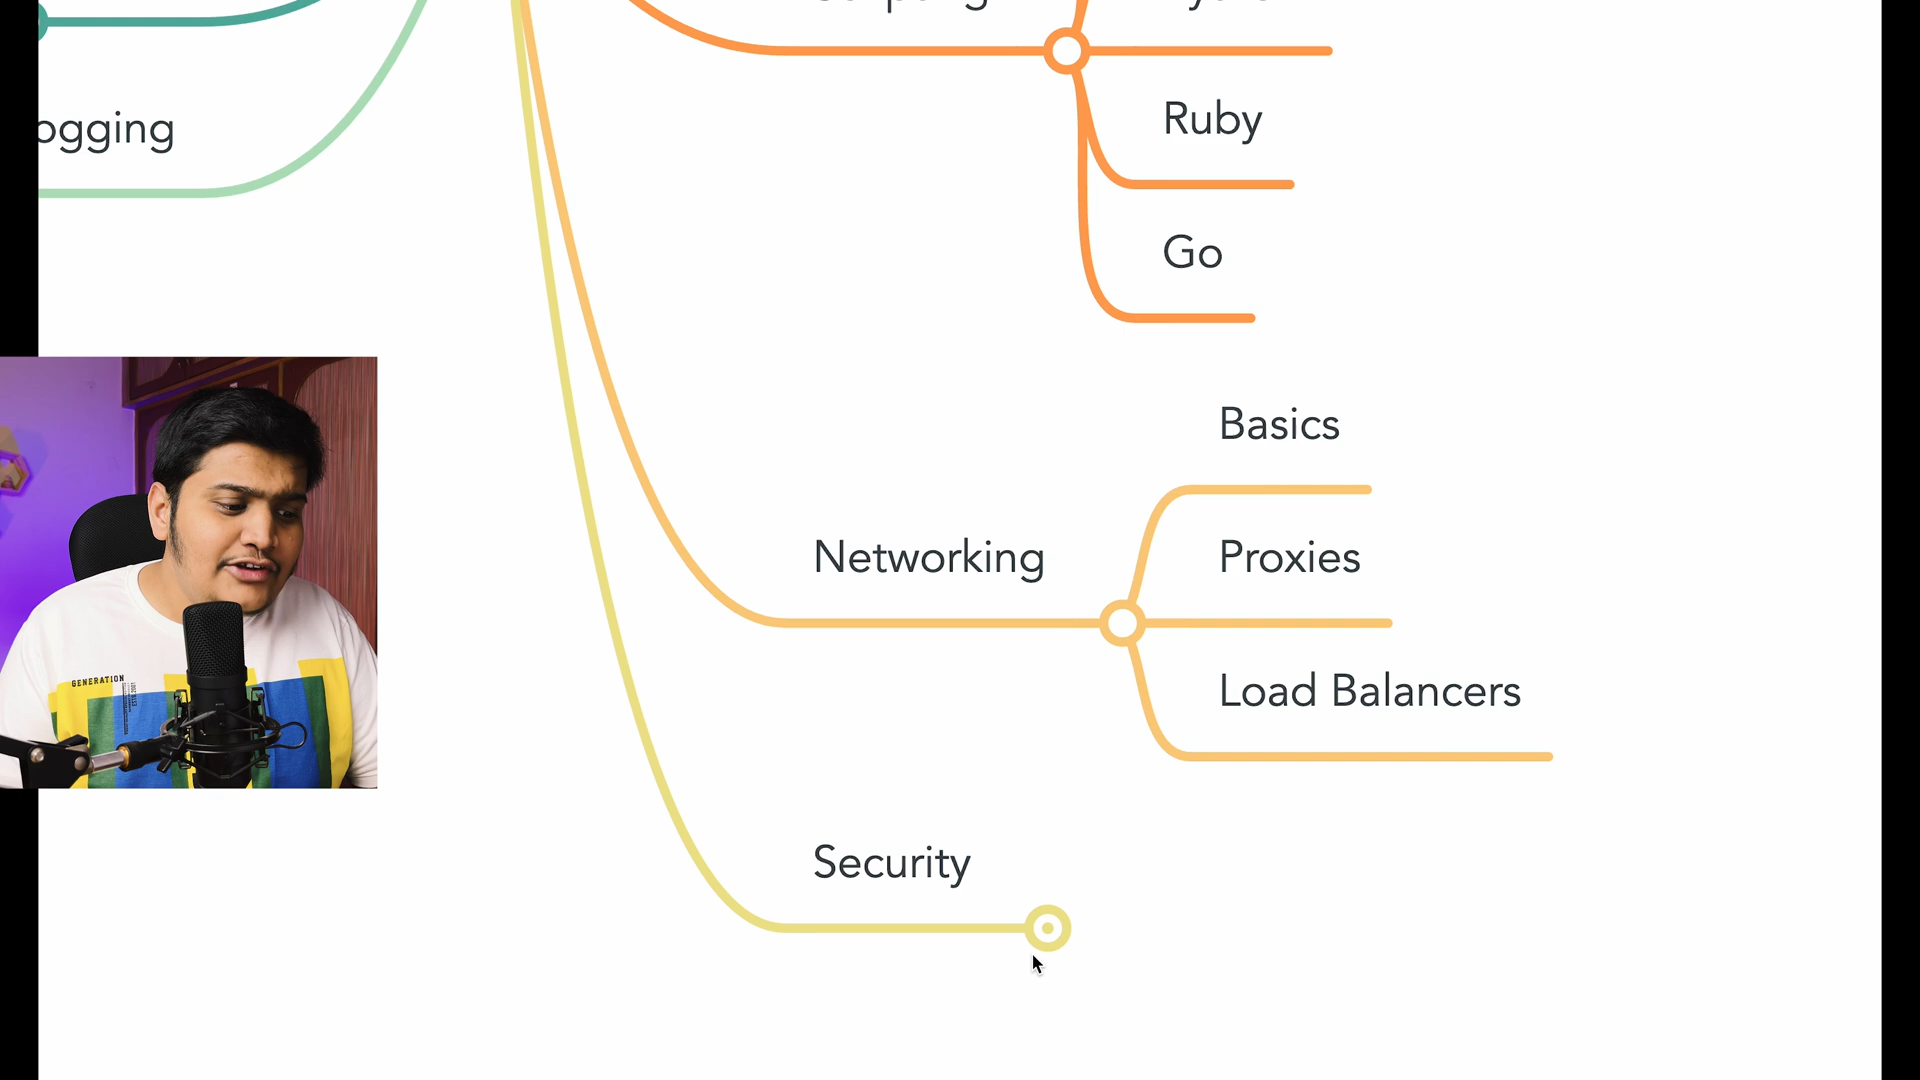 Ruby
ogging
Go
Basics
Networking
Proxies
Load Balancers
Security
GENERATION